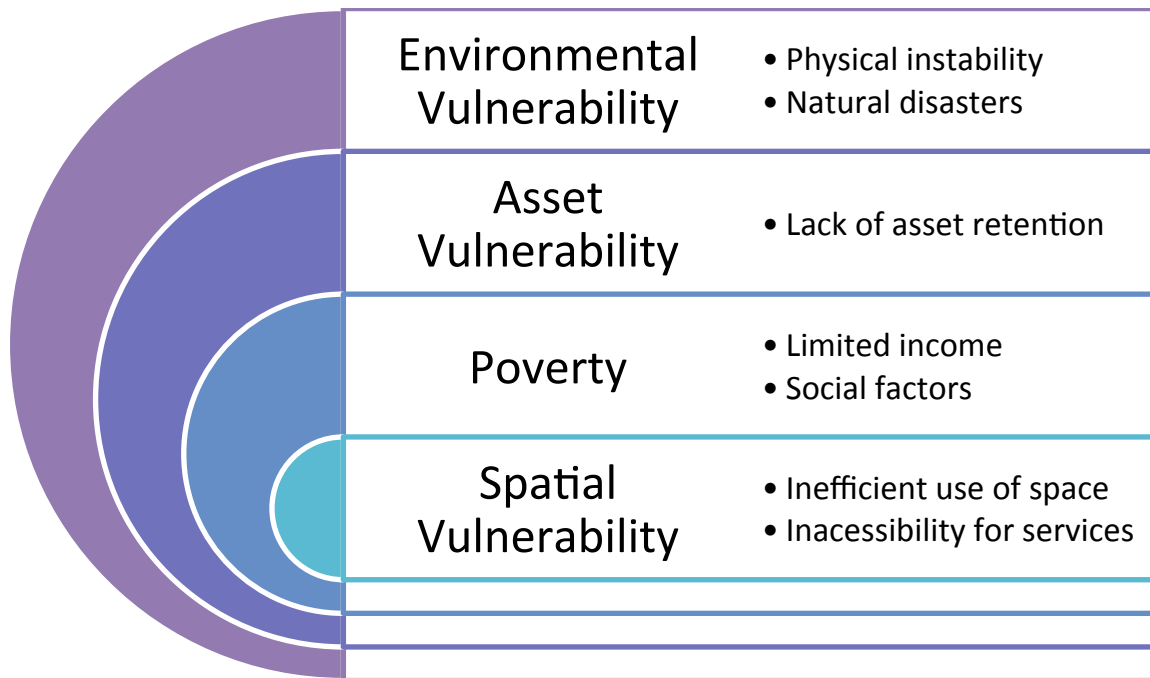 Environmental
Vulnerability
• Physical instability
• Natural disasters
Asset
Vulnerability
• Lack of asset retention
Poverty
• Limited income
• Social factors
Spatial
Vulnerability
• Inefficient use of space
• Inacessibility for services